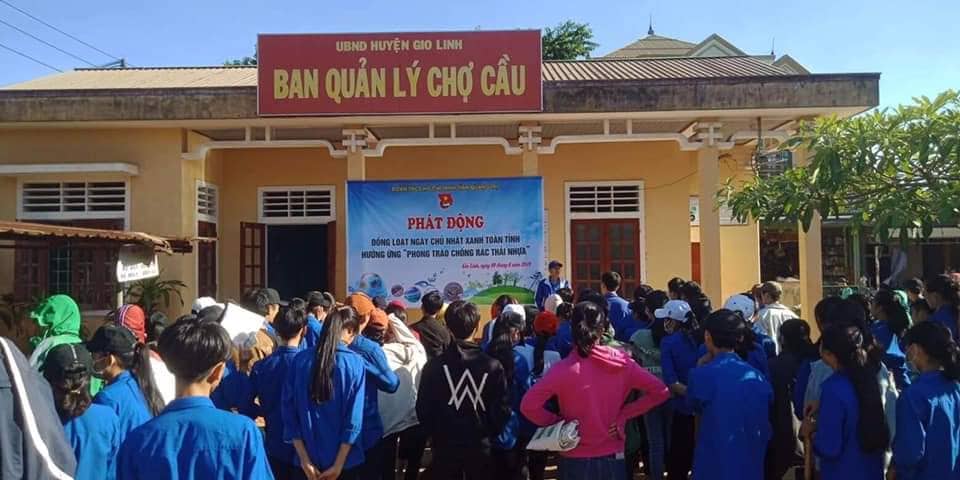 UBND HUYỆN GIO LINH
BAN QUẢN LÝ CHỢ CẦU
PHÁT ĐỘNG
ĐỒNG LOẠT NGÀY CHỦ NHẬT XANH TOÀN TỈNH
HƯỞNG ỨNG "PHONG TRÀO CHỐNG RÁC THẢI NHỰA"